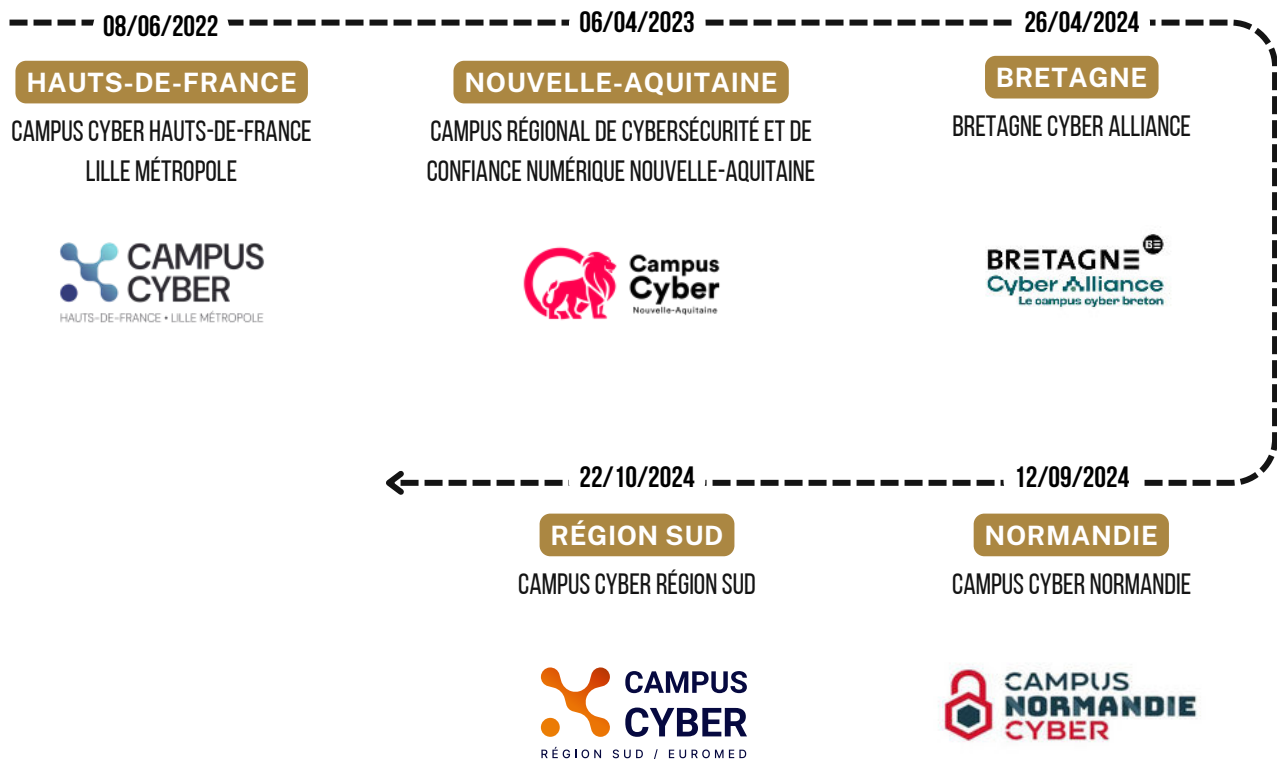 08/06/2022
HAUTS-DE-FRANCE
CAMPUS CYBER HAUTS-DE-FRANCE
LILLE MÉTROPOLE
CAMPUS
CYBER
HAUTS-DE-FRANCE • LILLE MÉTROPOLE
06/04/2023
NOUVELLE-AQUITAINE
CAMPUS RÉGIONAL DE CYBERSÉCURITÉ ET DE
CONFIANCE NUMÉRIQUE NOUVELLE-AQUITAINE
Campus
Cyber
Nouvelle-Aquitaine
26/04/2024
BRETAGNE
BRETAGNE CYBER ALLIANCE
BRETAGNE
BE
Cyber Alliance
Le campus cyber breton
12/09/2024
NORMANDIE
CAMPUS CYBER NORMANDIE
CAMPUS
NORMANDIE
CYBER
22/10/2024
RÉGION SUD
CAMPUS CYBER RÉGION SUD
CAMPUS
CYBER
RÉGION SUD / EUROMED